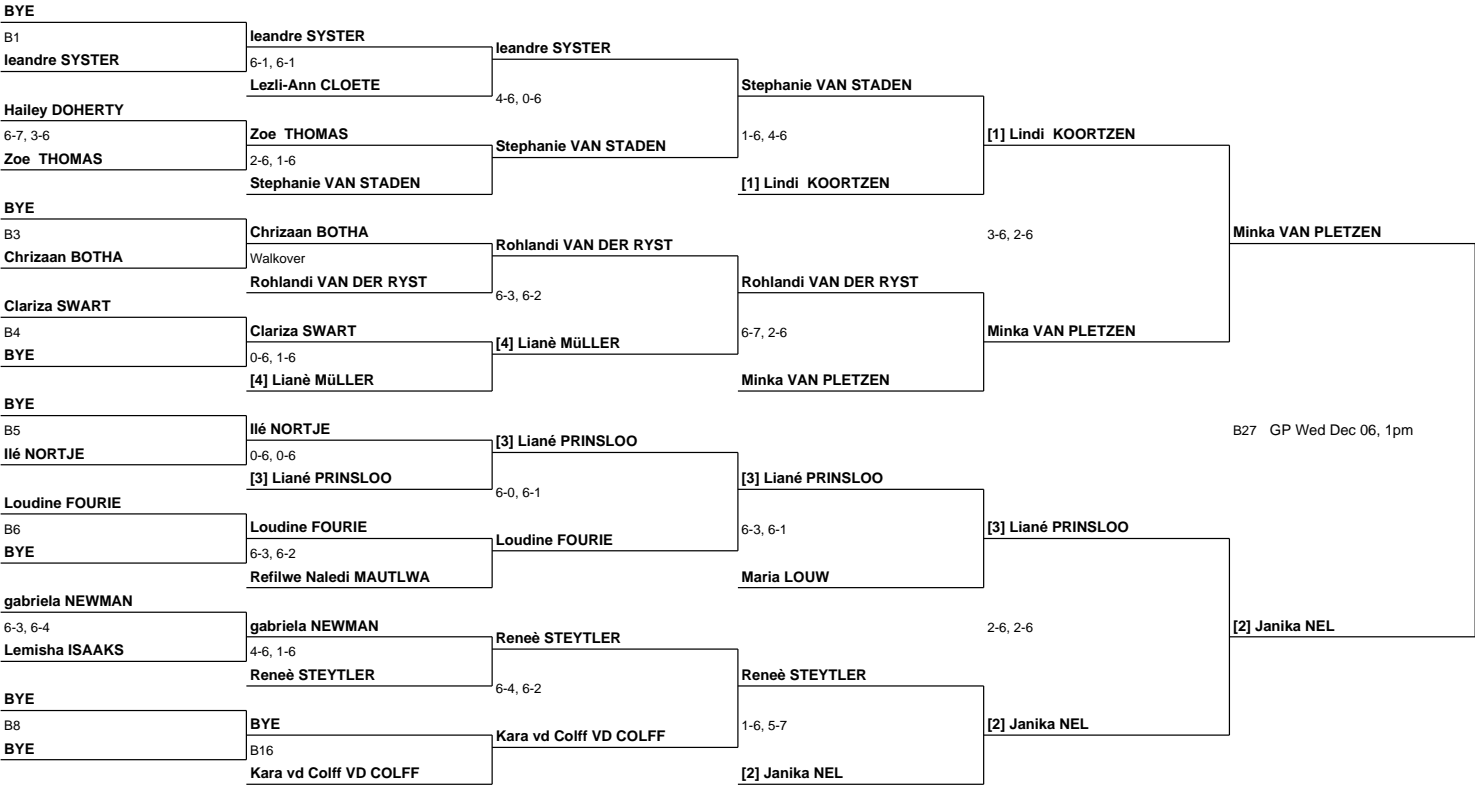 BYE
B1
leandre SYSTER
Hailey DOHERTY
6-7, 3-6
Zoe THOMAS
BYE
B3
Chrizaan BOTHA
Clariza SWART
B4
BYE
BYE
B5
Ilé NORTJE
Loudine FOURIE
B6
BYE
gabriela NEWMAN
6-3, 6-4
Lemisha ISAAKS
BYE
B8
BYE
leandre SYSTER
6-1, 6-1
Lezli-Ann CLOETE
Zoe THOMAS
2-6, 1-6
Stephanie VAN STADEN
Chrizaan BOTHA
Walkover
Rohlandi VAN DER RYST
Clariza SWART
0-6, 1-6
[4] Lianè MüLLER
Ilé NORTJE
0-6, 0-6
[3] Liané PRINSLOO
Loudine FOURIE
6-3, 6-2
Refilwe Naledi MAUTLWA
gabriela NEWMAN
4-6, 1-6
Reneè STEYTLER
BYE
B16
Kara vd Colff VD COLFF
leandre SYSTER
4-6, 0-6
Stephanie VAN STADEN
Rohlandi VAN DER RYST
6-3, 6-2
[4] Lianè MüLLER
[3] Liané PRINSLOO
6-0, 6-1
Loudine FOURIE
Reneè STEYTLER
6-4, 6-2
Kara vd Colff VD COLFF
Stephanie VAN STADEN
1-6, 4-6
[1] Lindi KOORTZEN
Rohlandi VAN DER RYST
6-7, 2-6
Minka VAN PLETZEN
[3] Liané PRINSLOO
6-3, 6-1
Maria LOUW
Reneè STEYTLER
1-6, 5-7
[2] Janika NEL
[1] Lindi KOORTZEN
3-6, 2-6
Minka VAN PLETZEN
[3] Liané PRINSLOO
2-6, 2-6
[2] Janika NEL
Minka VAN PLETZEN
B27 GP Wed Dec 06, 1pm
[2] Janika NEL